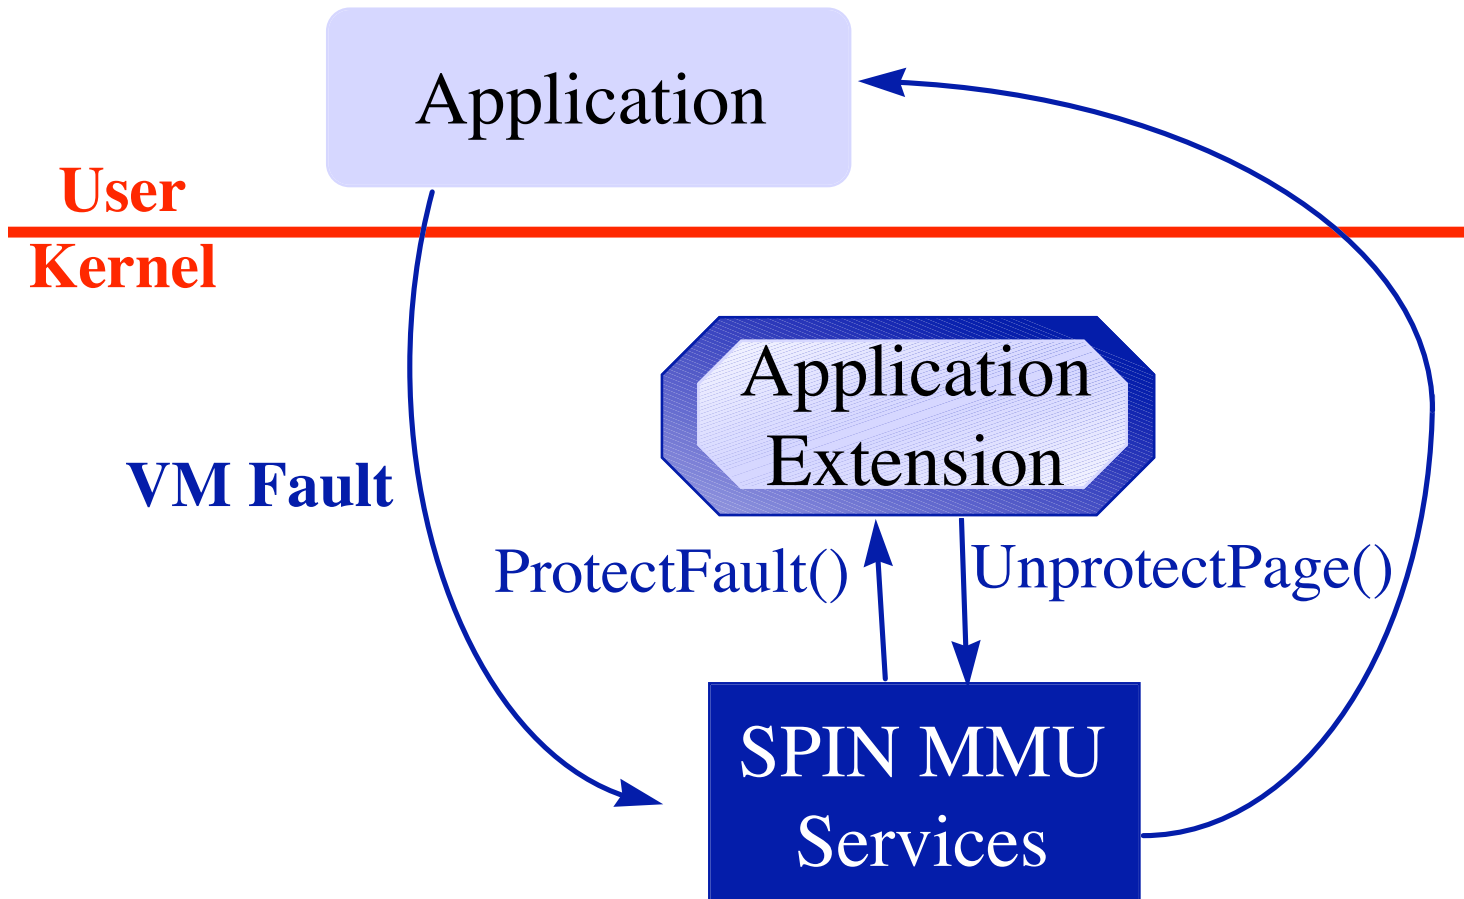 Application
User
Kernel
Application
Extension
VM Fault
ProtectFault()
UnprotectPage()
SPIN MMU
Services